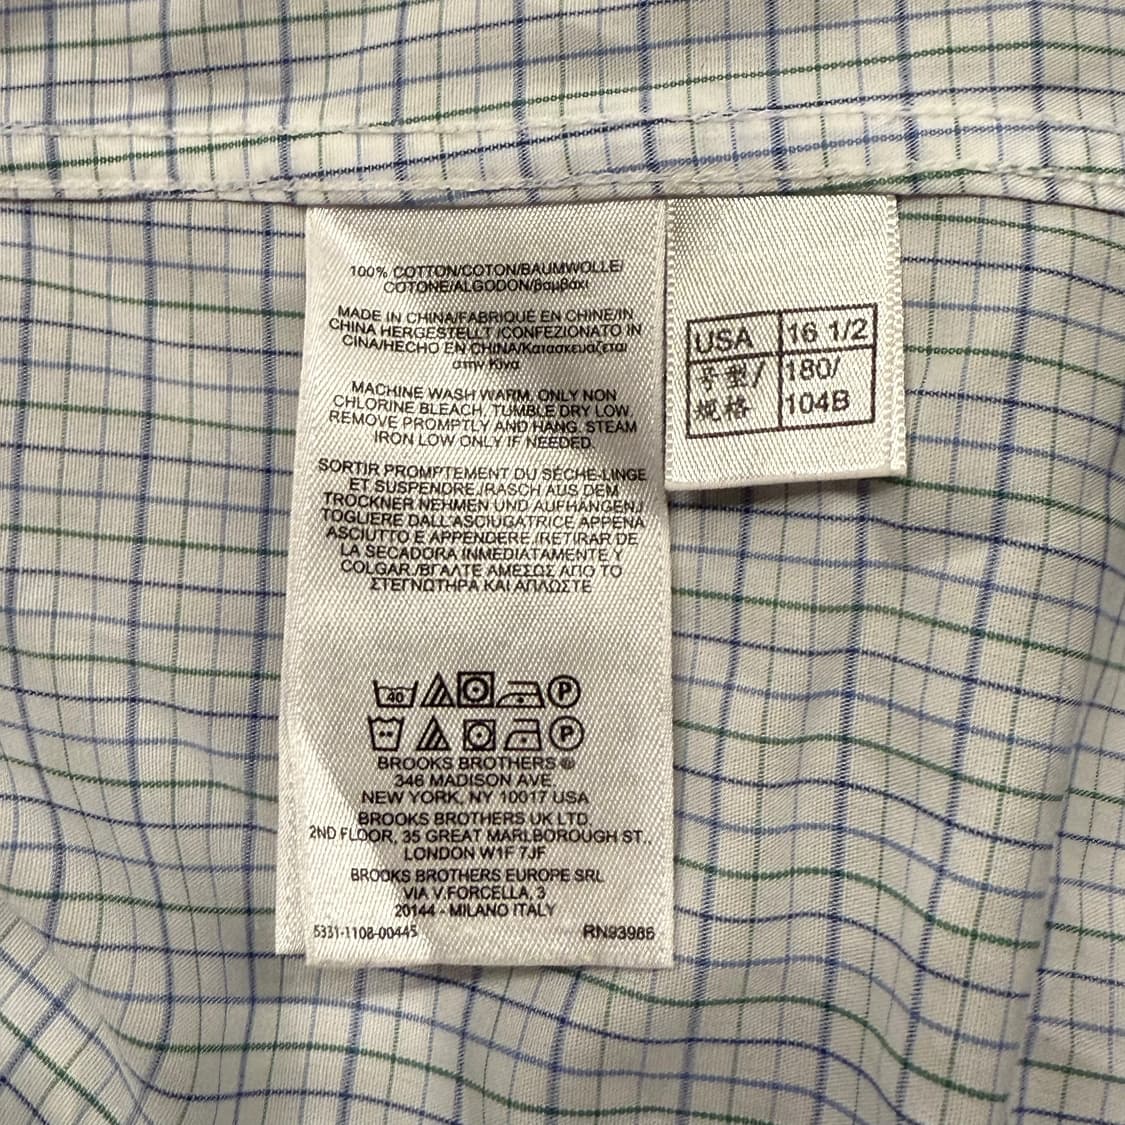 100% COTTON/COTON/BAUMWOLLE/
COTONE/ALGODON/βαμβάκι
MADE IN CHINA/FABRIQUÉ EN CHINE/IN
CHINA HERGESTELLT /CONFEZIONATO IN
CINA/HECHO EN CHINA/Κατασκευάζεται
στην Κίνα
MACHINE WASH WARM, ONLY NON
CHLORINE BLEACH, TUMBLE DRY LOW,
REMOVE PROMPTLY AND HANG, STEAM
IRON LOW ONLY IF NEEDED.
SORTIR PROMPTEMENT DU SÈCHE-LINGE
ET SUSPENDRE./RASCH AUS DEM
TROCKNER NEHMEN UND AUFHÄNGEN./
TOGLIERE DALL'ASCIUGATRICE APPENA
ASCIUTTO E APPENDERE./RETIRAR DE
LA SECADORA INMEDIATAMENTE Y
COLGAR./ΒΓΑΛΤΕ ΑΜΕΣΩΣ ΑΠΟ ΤΟ
ΣΤΕΓΝΩΤΗΡΑ ΚΑΙ ΑΠΛΩΣΤΕ
40 P
P
BROOKS BROTHERS ®
346 MADISON AVE
NEW YORK, NY 10017 USA
BROOKS BROTHERS UK LTD.
2ND FLOOR, 35 GREAT MARLBOROUGH ST.,
LONDON W1F 7JF
BROOKS BROTHERS EUROPE SRL
VIA V.FORCELLA, 3
20144 - MILANO ITALY
5331-1108-00445 RN93986
USA 16 1/2
号型/ 180/
规格 104B